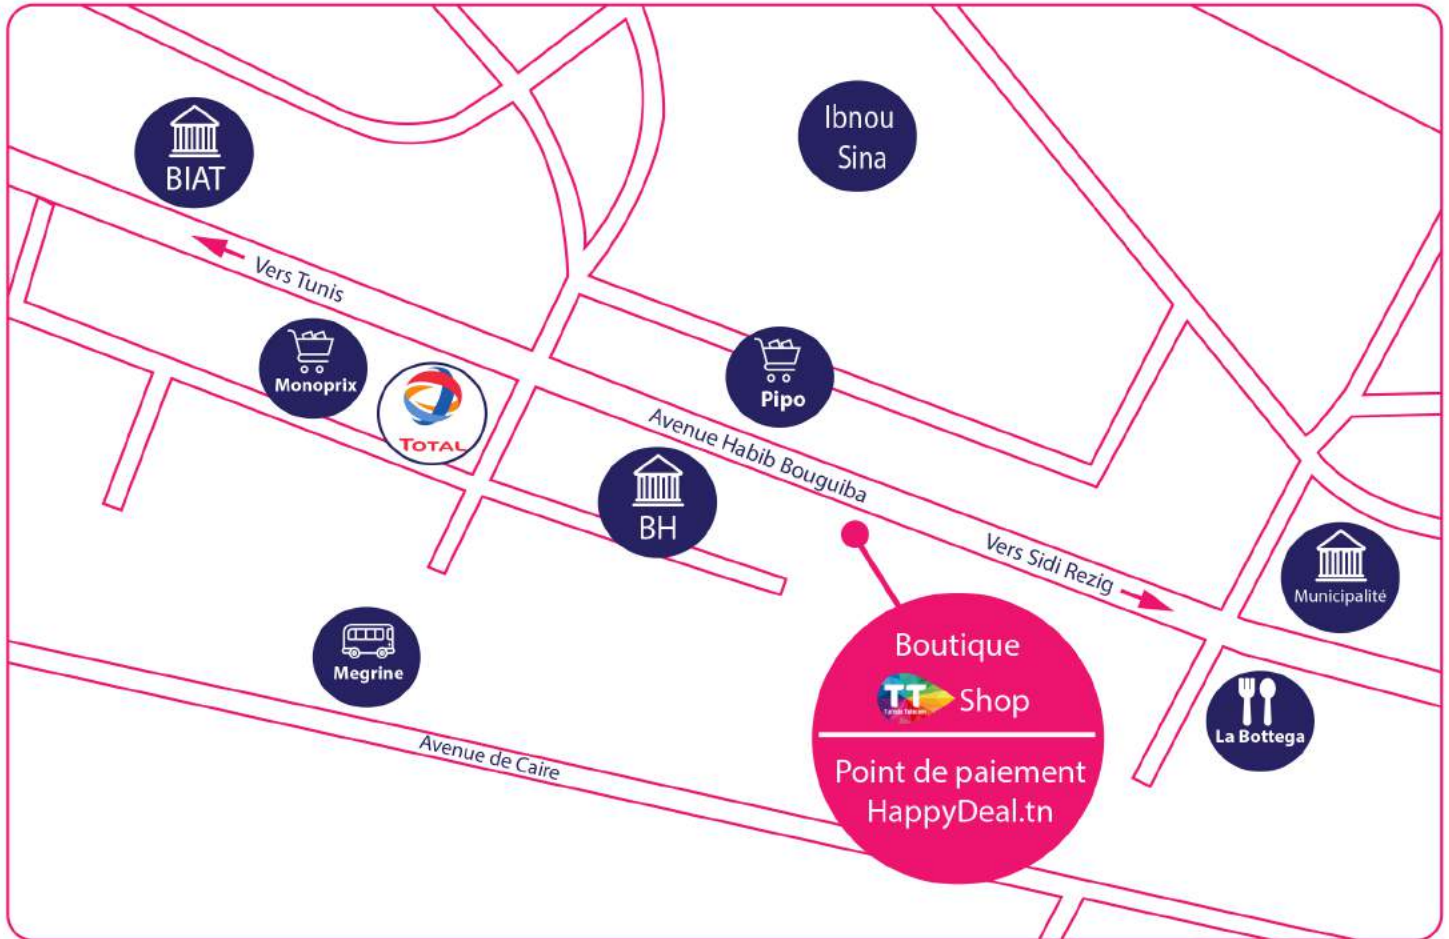 Ibnou
Sina
BIAT
Vers Tunis
Monoprix
TOTAL
Pipo
Avenue Habib Bouguiba
BH
Vers Sidi Rezig
Municipalité
Megrine
Boutique
TT Shop
La Bottega
Avenue de Caire
Point de paiement
HappyDeal.tn